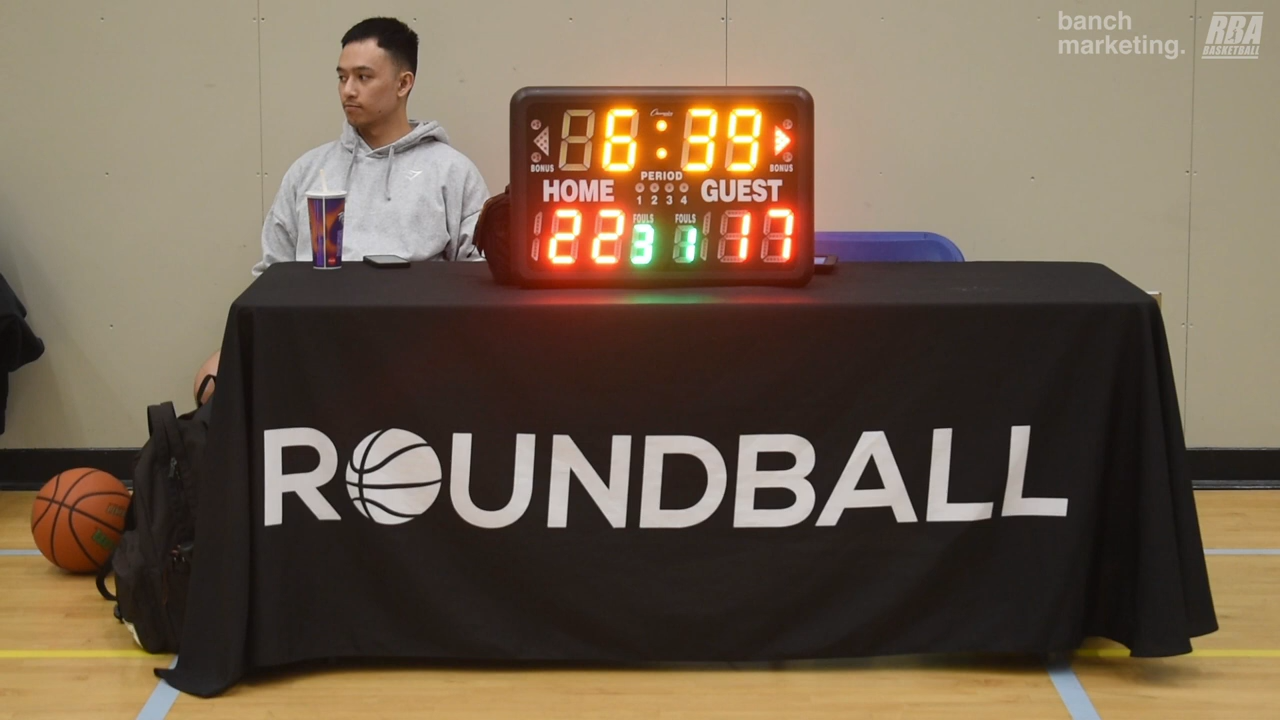 banch
marketing.
RBA
BASKETBALL
Champion
6:39
BONUS
BONUS
PERIOD
HOME
1 2 3 4
GUEST
FOULS
FOULS
22
3
1
17
ROUNDBALL